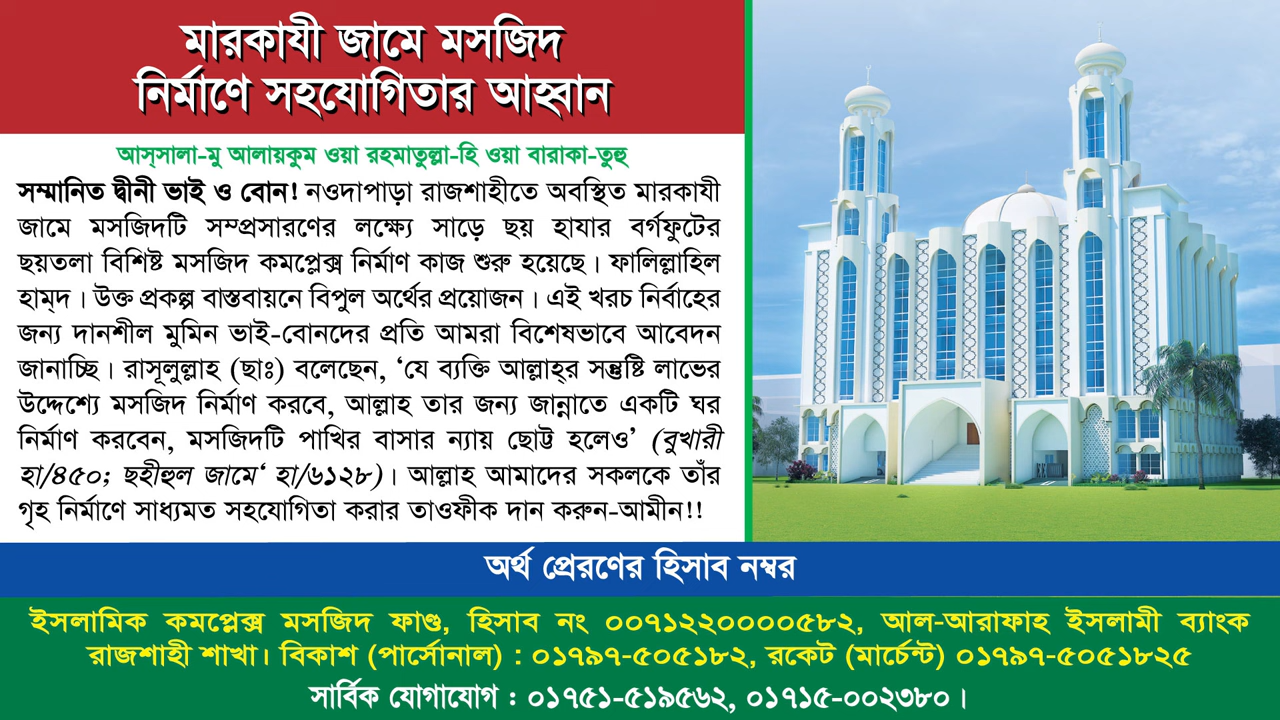 মারকাযী জামে মসজিদ
নির্মাণে সহযোগিতার আহ্বান
আস্সালা-মু আলায়কুম ওয়া রহমাতুল্লা-হি ওয়া বারাকা-তুহু
সম্মানিত দ্বীনী ভাই ও বোন! নওদাপাড়া রাজশাহীতে অবস্থিত মারকাযী
জামে মসজিদটি সম্প্রসারণের লক্ষ্যে সাড়ে ছয় হাযার বর্গফুটের
ছয়তলা বিশিষ্ট মসজিদ কমপ্লেক্স নির্মাণ কাজ শুরু হয়েছে। ফালিল্লাহিল
হাম্দ। উক্ত প্রকল্প বাস্তবায়নে বিপুল অর্থের প্রয়োজন। এই খরচ নির্বাহের
জন্য দানশীল মুমিন ভাই-বোনদের প্রতি আমরা বিশেষভাবে আবেদন
জানাচ্ছি। রাসূলুল্লাহ (ছাঃ) বলেছেন, ‘যে ব্যক্তি আল্লাহ্‌র সন্তুষ্টি লাভের
উদ্দেশ্যে মসজিদ নির্মাণ করবে, আল্লাহ তার জন্য জান্নাতে একটি ঘর
নির্মাণ করবেন, মসজিদটি পাখির বাসার ন্যায় ছোট্ট হলেও’ (বুখারী
হা/৪৫০; ছহীহুল জামে‘ হা/৬১২৮)। আল্লাহ আমাদের সকলকে তাঁর
গৃহ নির্মাণে সাধ্যমত সহযোগিতা করার তাওফীক দান করুন-আমীন!!
অর্থ প্রেরণের হিসাব নম্বর
ইসলামিক কমপ্লেক্স মসজিদ ফাণ্ড, হিসাব নং ০০৭১২২০০০০৫৮২, আল-আরাফাহ ইসলামী ব্যাংক
রাজশাহী শাখা। বিকাশ (পার্সোনাল) : ০১৭৯৭-৫০৫১৮২, রকেট (মার্চেন্ট) ০১৭৯৭-৫০৫১৮২৫
সার্বিক যোগাযোগ : ০১৭৫১-৫১৯৫৬২, ০১৭১৫-০০২৩৮০।